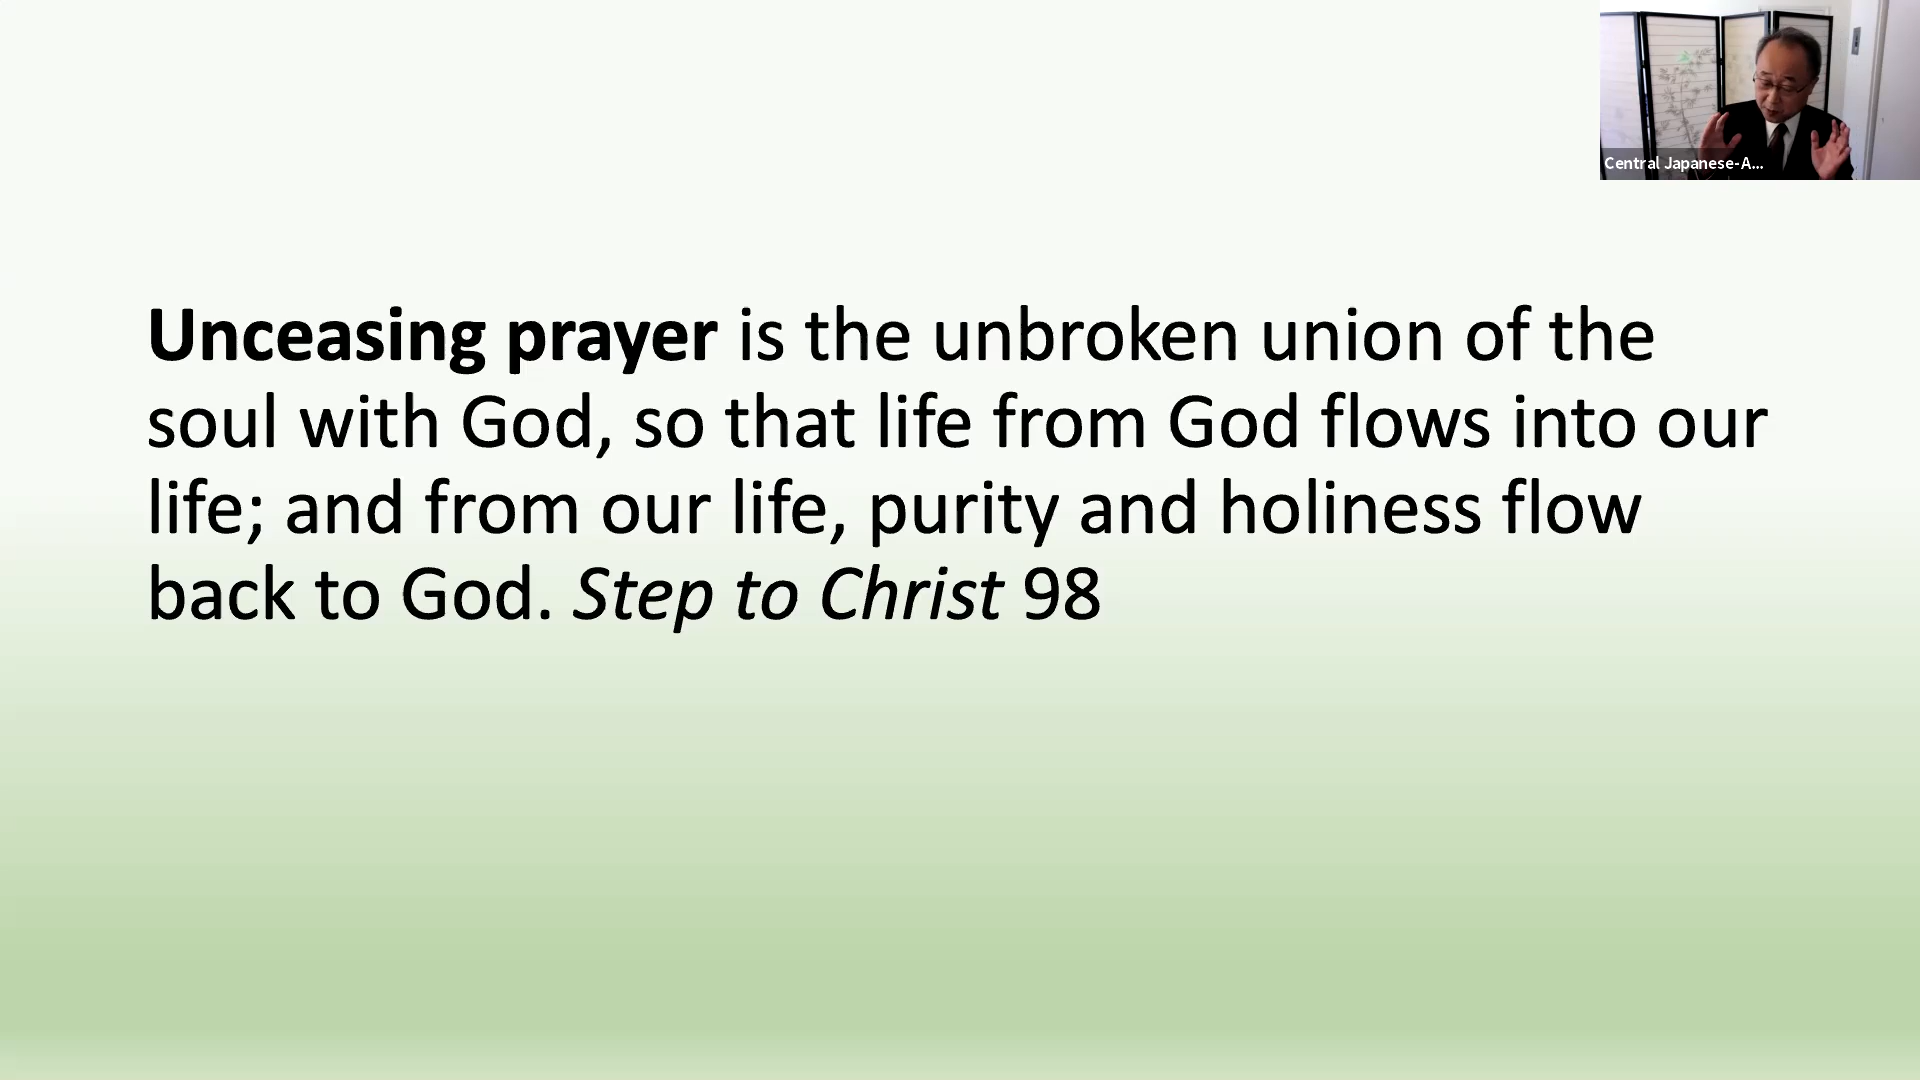 Central Japanese-A...
Unceasing prayer is the unbroken union of the
soul with God, so that life from God flows into our
life; and from our life, purity and holiness flow
back to God. Step to Christ 98